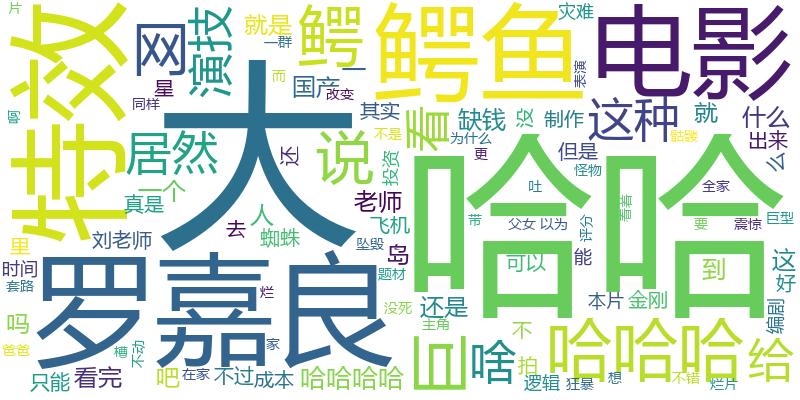 片
特效
网
演技
就是
一群
而
鳄
国产
改变
一
鳄鱼
灾难
表演
电影
窝
星
同样
大
还
其实
不是
看
缺钱
为什么
没
制作
更
这种
但是
怪物
就
骷髅
什么
出来
么
居然
一个
真是
说
投资
老师
人
去
蜘蛛
飞机
坠毁
岛
题材
刘老师
里
时间
套路
罗嘉良
哈哈
吐
带
父女
以为
评分
看着
能
全家
要
震惊
巨型
可以
到
这
好
吗
爸爸
槽
不动
烂
家
没死
还是
主角
本片
金刚
编剧
只能
看完
吧
在家
不过
成本
哈哈哈哈
巨
啥
不
拍
哈哈哈
给
逻辑
狂暴
想
不错
烂片